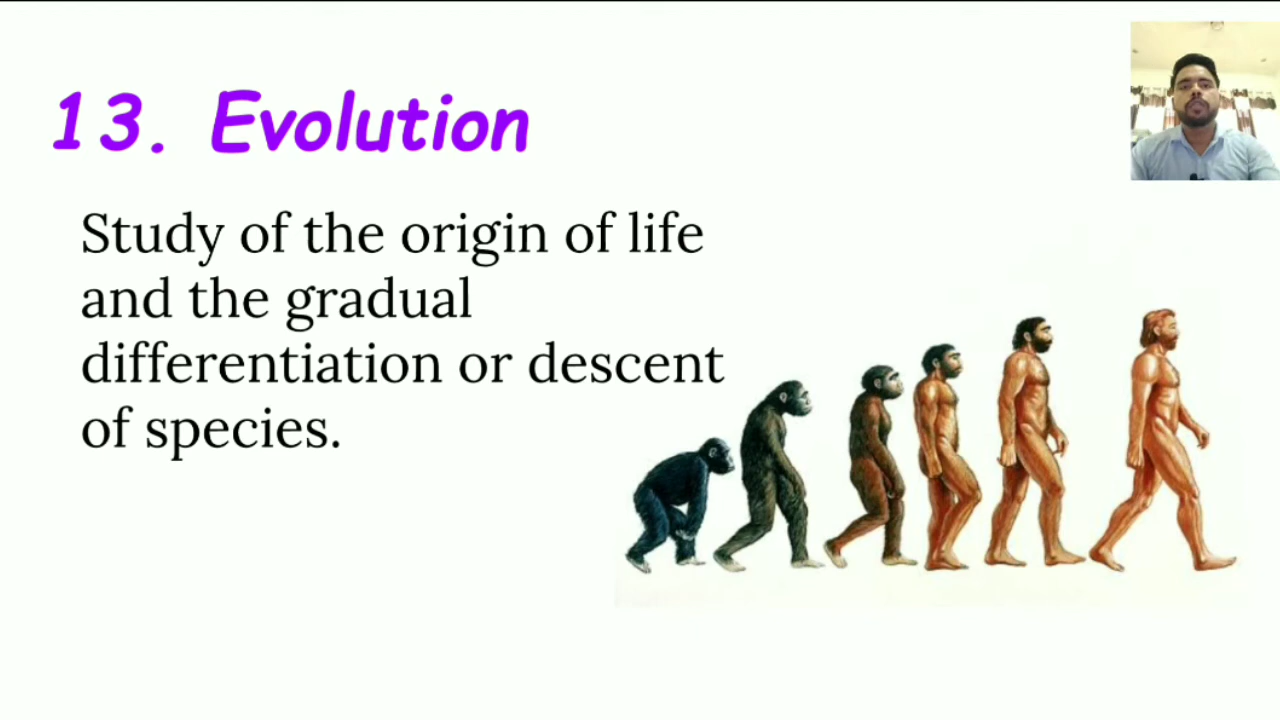 13. Evolution
Study of the origin of life
and the gradual
differentiation or descent
of species.